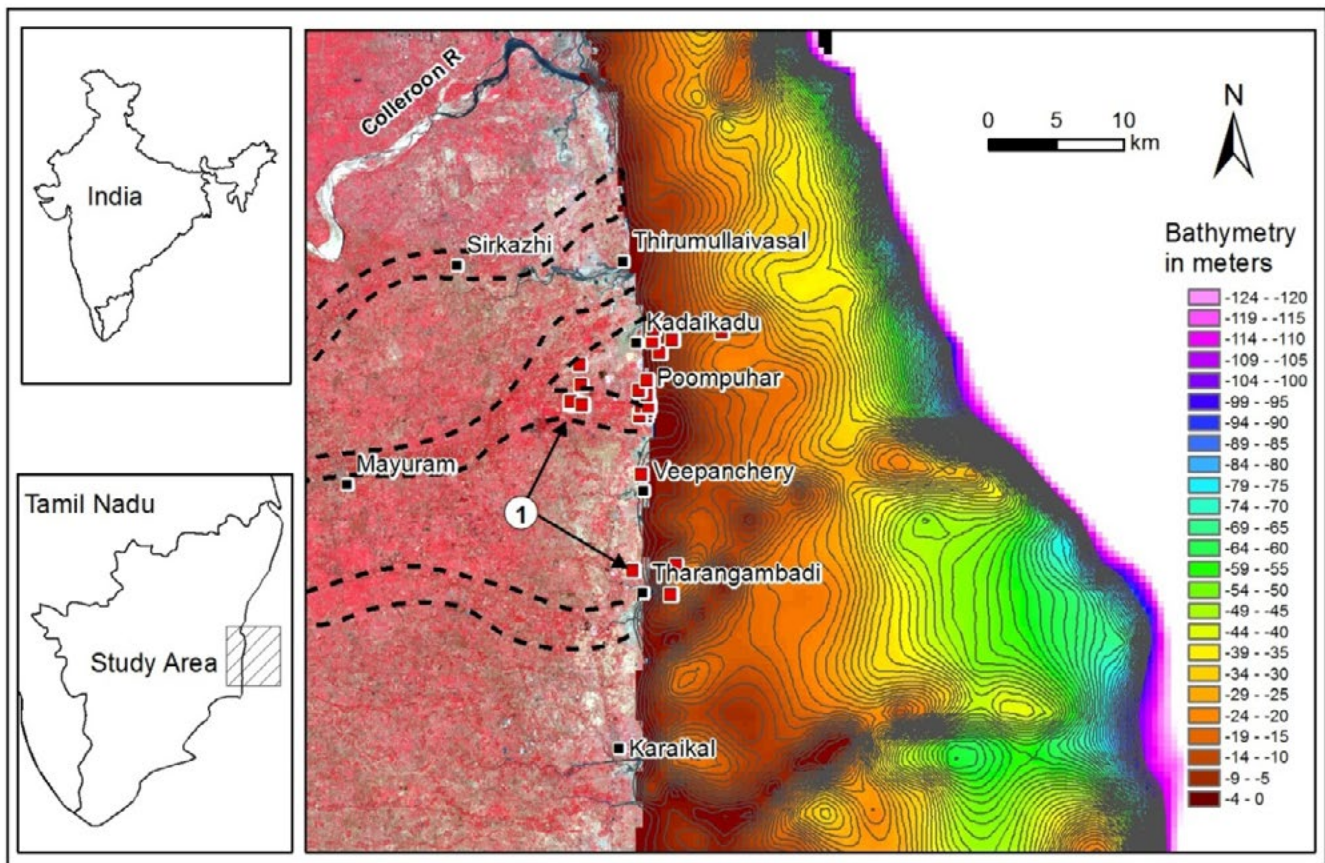 India
Tamil Nadu
Study Area
Colleroon R
Sirkazhi
Thirumullaivasal
Kadaikadu
Poompuhar
Mayuram
Veepanchery
1
Tharangambadi
Karaikal
0 5 10
km
N
Bathymetry
in meters
-124 - -120
-119 - -115
-114 - -110
-109 - -105
-104 - -100
-99 - -95
-94 - -90
-89 - -85
-84 - -80
-79 - -75
-74 - -70
-69 - -65
-64 - -60
-59 - -55
-54 - -50
-49 - -45
-44 - -40
-39 - -35
-34 - -30
-29 - -25
-24 - -20
-19 - -15
-14 - -10
-9 - -5
-4 - 0